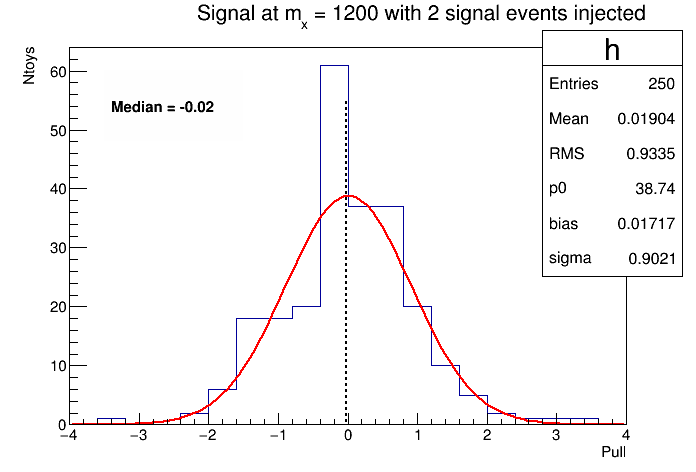 Signal at mx = 1200 with 2 signal events injected
h
Entries 250
Mean 0.01904
RMS 0.9335
p0 38.74
bias 0.01717
sigma 0.9021
Median = -0.02
Ntoys
60
50
40
30
20
10
0
−4 −3 −2 −1 0 1 2 3 4
Pull